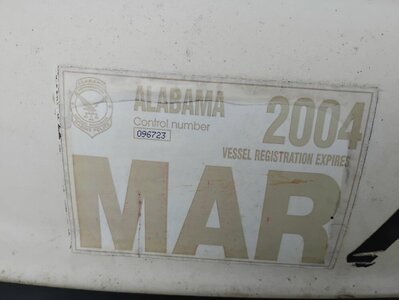 ALABAMA
Control number
096723
2004
VESSEL REGISTRATION EXPIRES
MAR